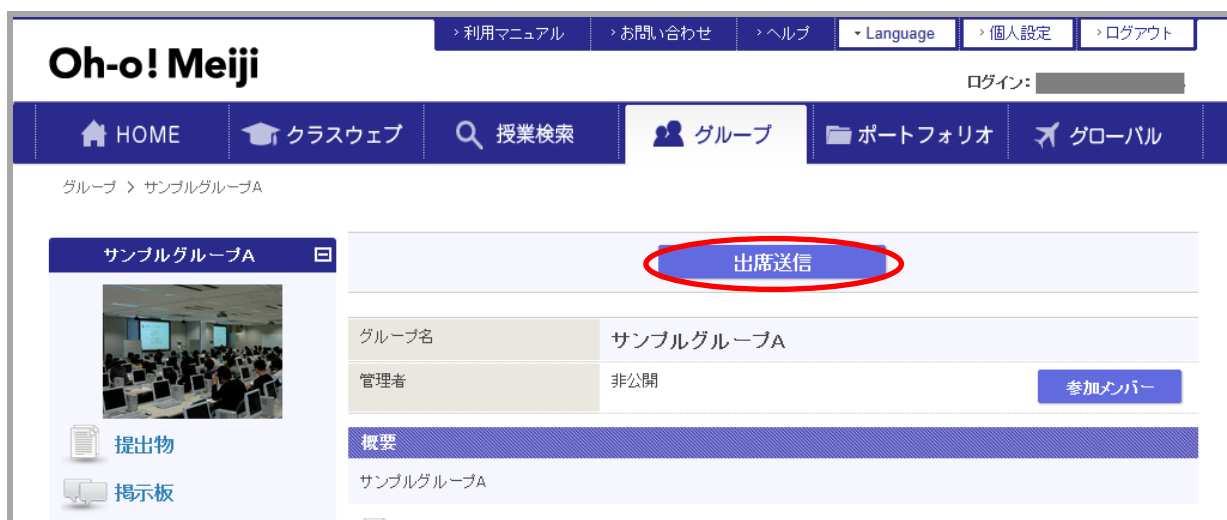 利用マニュアル お問い合わせ ヘルプ Language 個人設定 ログアウト
Oh-o! Meiji
ログイン:
HOME クラスウェブ 授業検索 グループ ポートフォリオ グローバル
グループ > サンプルグループA
サンプルグループA
出席送信
グループ名 サンプルグループA
管理者 非公開 参加メンバー
提出物
掲示板
概要
サンプルグループA